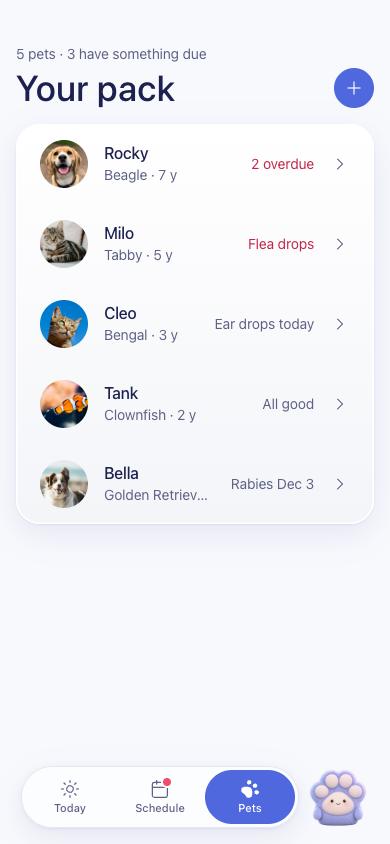 5 pets · 3 have something due
Your pack
Rocky
Beagle · 7 y
2 overdue
Milo
Tabby · 5 y
Flea drops
Cleo
Bengal · 3 y
Ear drops today
Tank
Clownfish · 2 y
All good
Bella
Golden Retriev...
Rabies Dec 3
Today
Schedule
Pets